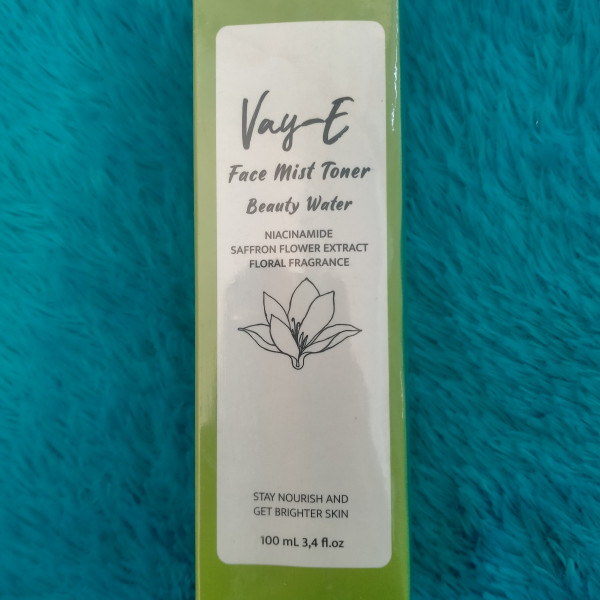 Vay-E
Face Mist Toner
Beauty Water
NIACINAMIDE
SAFFRON FLOWER EXTRACT
FLORAL FRAGRANCE
STAY NOURISH AND
GET BRIGHTER SKIN
100 mL 3,4 fl.oz